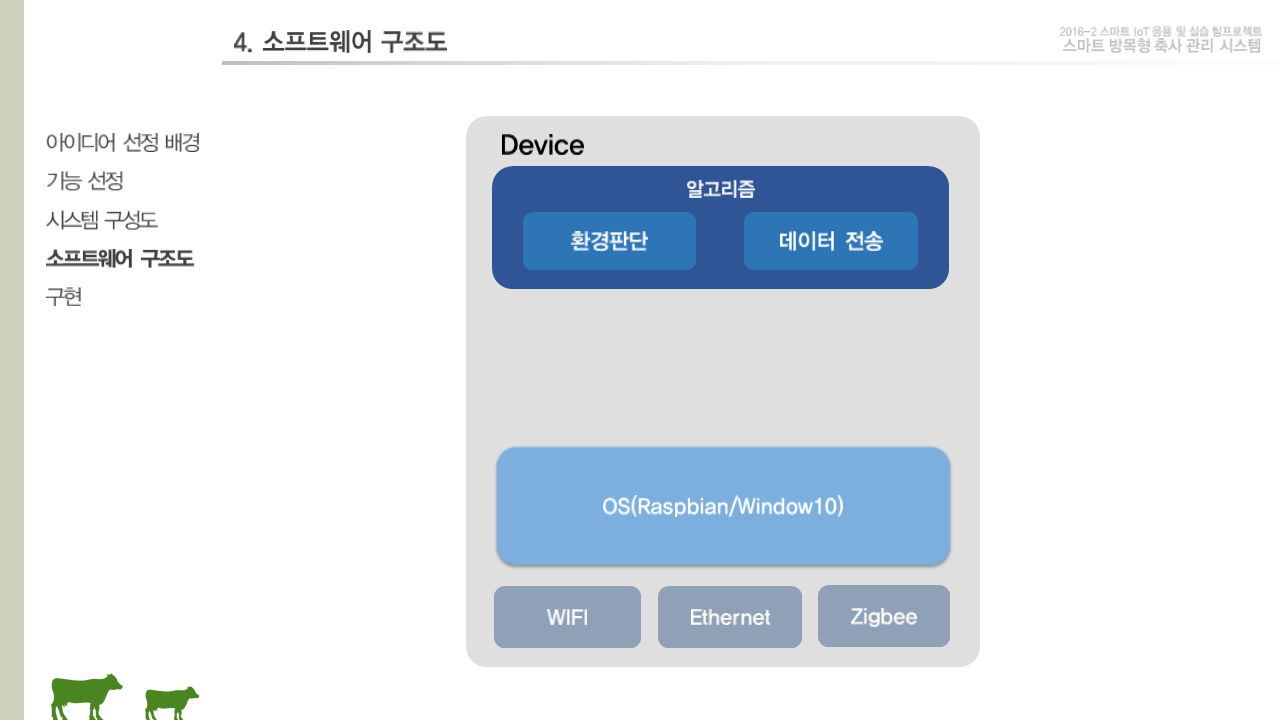 4. 소프트웨어 구조도
2016-2 스마트 IoT 응용 및 실습 팀프로젝트
스마트 방목형 축사 관리 시스템
아이디어 선정 배경
기능 선정
시스템 구성도
소프트웨어 구조도
구현
Device
알고리즘
환경판단
데이터 전송
OS(Raspbian/Window10)
WIFI
Ethernet
Zigbee